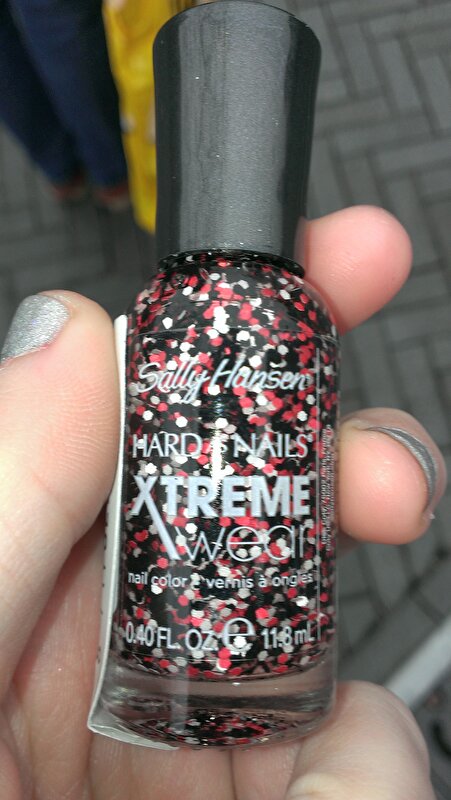 Sally Hansen
HARD AS NAILS
XTREME
wear
nail color • vernis à ongles
0.40 FL. OZ. ℮ 11.8 mL